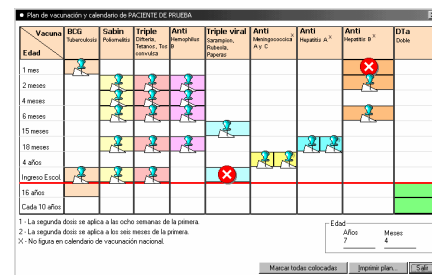 Plan de vacunación y calendario de PACIENTE DE PRUEBA
Vacuna
Edad
BCG
Tuberculosis
Sabin
Poliomielitis
Triple
Difteria,
Tetanos, Tos
convulsa
Anti
Hemophilus
B
Triple viral
Sarampion,
Rubeola,
Paperas
Anti
Meningococica X
A y C
Anti
Hepatitis A X
Anti
Hepatitis B X
DTa
Doble
1 mes
2 meses
4 meses
6 meses
15 meses
18 meses
4 años
Ingreso Escol.
16 años
Cada 10 años
1 - La segunda dosis se aplica a las ocho semanas de la primera.
2 - La segunda dosis se aplica a los seis meses de la primera.
X - No figura en calendario de vacunación nacional.
Edad
Años Meses
7 4
Marcar todas colocadas Imprimir plan... Salir